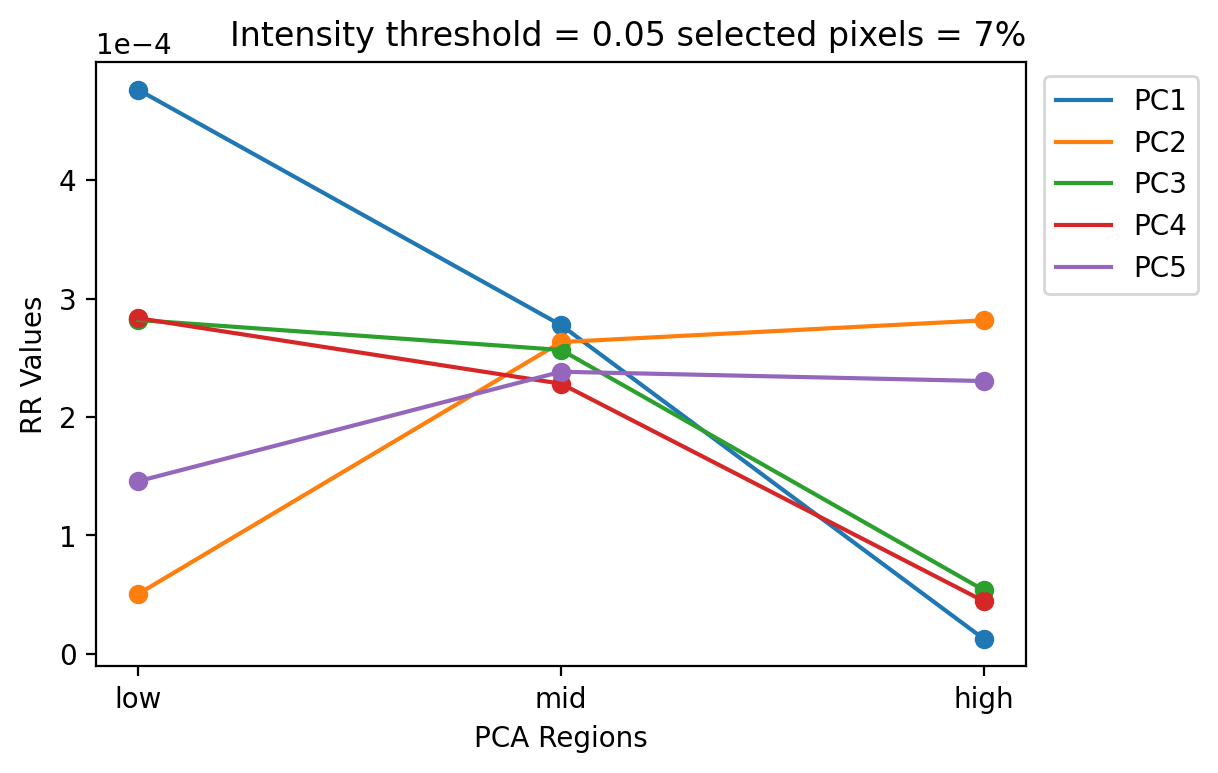 Intensity threshold = 0.05 selected pixels = 7%
1e−4
4
3
2
1
0
RR Values
low
mid
high
PCA Regions
PC1
PC2
PC3
PC4
PC5